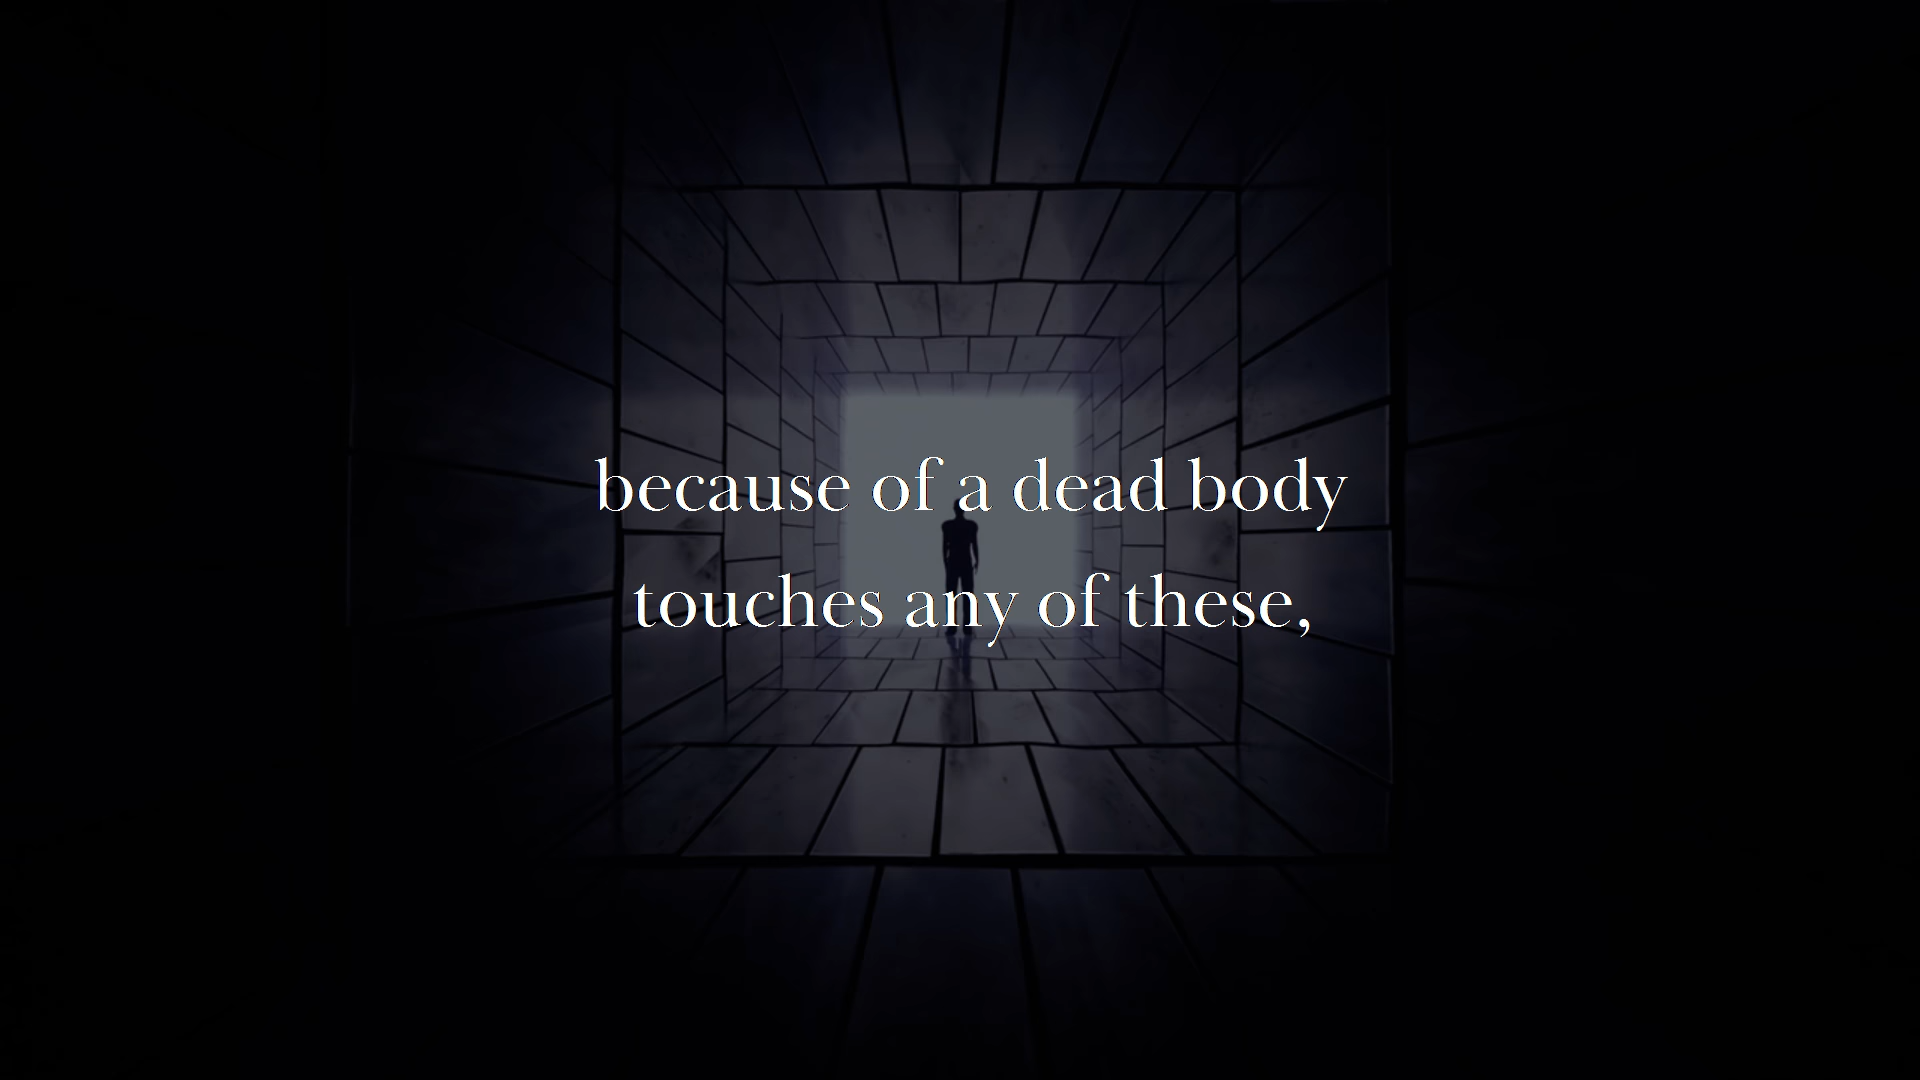 because of a dead body
touches any of these,